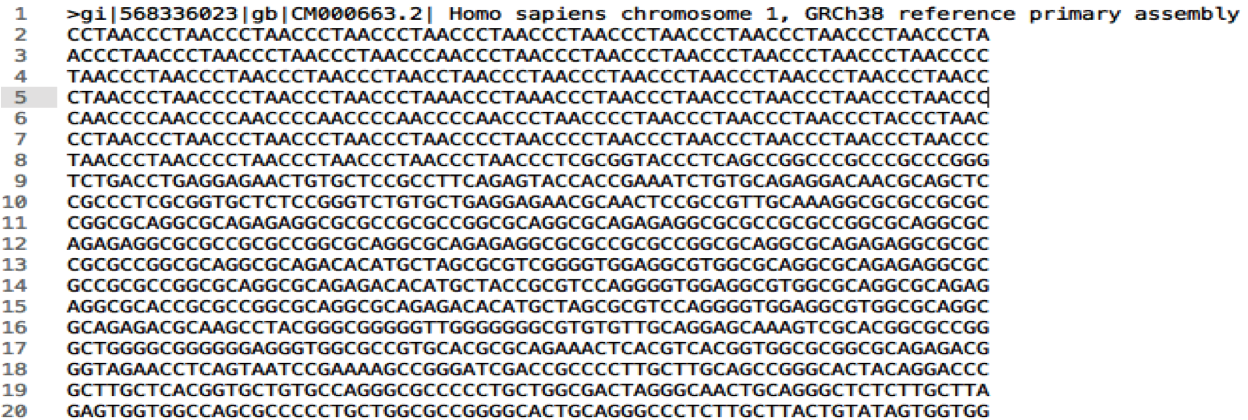 1 >gi|568336023|gb|CM000663.2| Homo sapiens chromosome 1, GRCh38 reference primary assembly
2 CCTAACCCTAACCCTAACCCTAACCCTAACCCTAACCCTAACCCTAACCCTAACCCTAACCCTAACCCTA
3 ACCCTAACCCTAACCCTAACCCTAACCCAACCCTAACCCTAACCCTAACCCTAACCCTAACCCTAACCCC
4 TAACCCTAACCCTAACCCTAACCCTAACCTAACCCTAACCCTAACCCTAACCCTAACCCTAACCCTAACC
5 CTAACCCTAACCCCTAACCCTAACCCTAAACCCTAAACCCTAACCCTAACCCTAACCCTAACCCTAACCC
6 CAACCCCAACCCCAACCCCAACCCCAACCCCAACCCTAACCCCTAACCCTAACCCTAACCCTACCCTAAC
7 CCTAACCCTAACCCTAACCCTAACCCTAACCCCTAACCCCTAACCCTAACCCTAACCCTAACCCTAACCC
8 TAACCCTAACCCCTAACCCTAACCCTAACCCTAACCCTCGCGGTACCCTCAGCCGGCCCGCCCGCCCGGG
9 TCTGACCTGAGGAGAACTGTGCTCCGCCTTCAGAGTACCACCGAAATCTGTGCAGAGGACAACGCAGCTC
10 CGCCCTCGCGGTGCTCTCCGGGTCTGTGCTGAGGAGAACGCAACTCCGCCGTTGCAAAGGCGCGCCGCGC
11 CGGCGCAGGCGCAGAGAGGCGCGCCGCGCCGGCGCAGGCGCAGAGAGGCGCGCCGCGCCGGCGCAGGCGC
12 AGAGAGGCGCGCCGCGCCGGCGCAGGCGCAGAGAGGCGCGCCGCGCCGGCGCAGGCGCAGAGAGGCGCGC
13 CGCGCCGGCGCAGGCGCAGACACATGCTAGCGCGTCGGGGTGGAGGCGTGGCGCAGGCGCAGAGAGGCGC
14 GCCGCGCCGGCGCAGGCGCAGAGACACATGCTACCGCGTCCAGGGGTGGAGGCGTGGCGCAGGCGCAGAG
15 AGGCGCACCGCGCCGGCGCAGGCGCAGAGACACATGCTAGCGCGTCCAGGGGTGGAGGCGTGGCGCAGGC
16 GCAGAGACGCAAGCCTACGGGCGGGGGTTGGGGGGGCGTGTGTTGCAGGAGCAAAGTCGCACGGCGCCGG
17 GCTGGGGCGGGGGGAGGGTGGCGCCGTGCACGCGCAGAAACTCACGTCACGGTGGCGCGGCGCAGAGACG
18 GGTAGAACCTCAGTAATCCGAAAAGCCGGGATCGACCGCCCCTTGCTTGCAGCCGGGCACTACAGGACCC
19 GCTTGCTCACGGTGCTGTGCCAGGGCGCCCCCTGCTGGCGACTAGGGCAACTGCAGGGCTCTCTTGCTTA
20 GAGTGGTGGCCAGCGCCCCCTGCTGGCGCCGGGGCACTGCAGGGCCCTCTTGCTTACTGTATAGTGGTGG